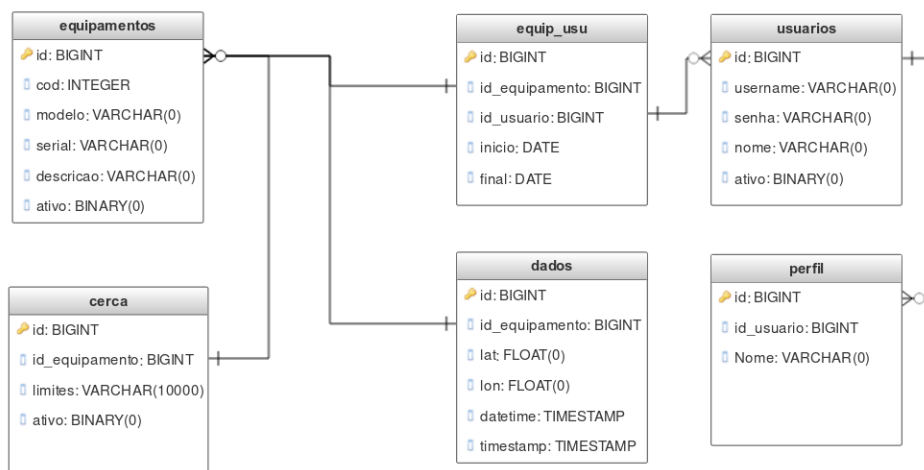 equipamentos
id: BIGINT
cod: INTEGER
modelo: VARCHAR(0)
serial: VARCHAR(0)
descricao: VARCHAR(0)
ativo: BINARY(0)
equip_usu
id: BIGINT
id_equipamento: BIGINT
id_usuario: BIGINT
inicio: DATE
final: DATE
usuarios
id: BIGINT
username: VARCHAR(0)
senha: VARCHAR(0)
nome: VARCHAR(0)
ativo: BINARY(0)
cerca
id: BIGINT
id_equipamento: BIGINT
limites: VARCHAR(10000)
ativo: BINARY(0)
dados
id: BIGINT
id_equipamento: BIGINT
lat: FLOAT(0)
lon: FLOAT(0)
datetime: TIMESTAMP
timestamp: TIMESTAMP
perfil
id: BIGINT
id_usuario: BIGINT
Nome: VARCHAR(0)